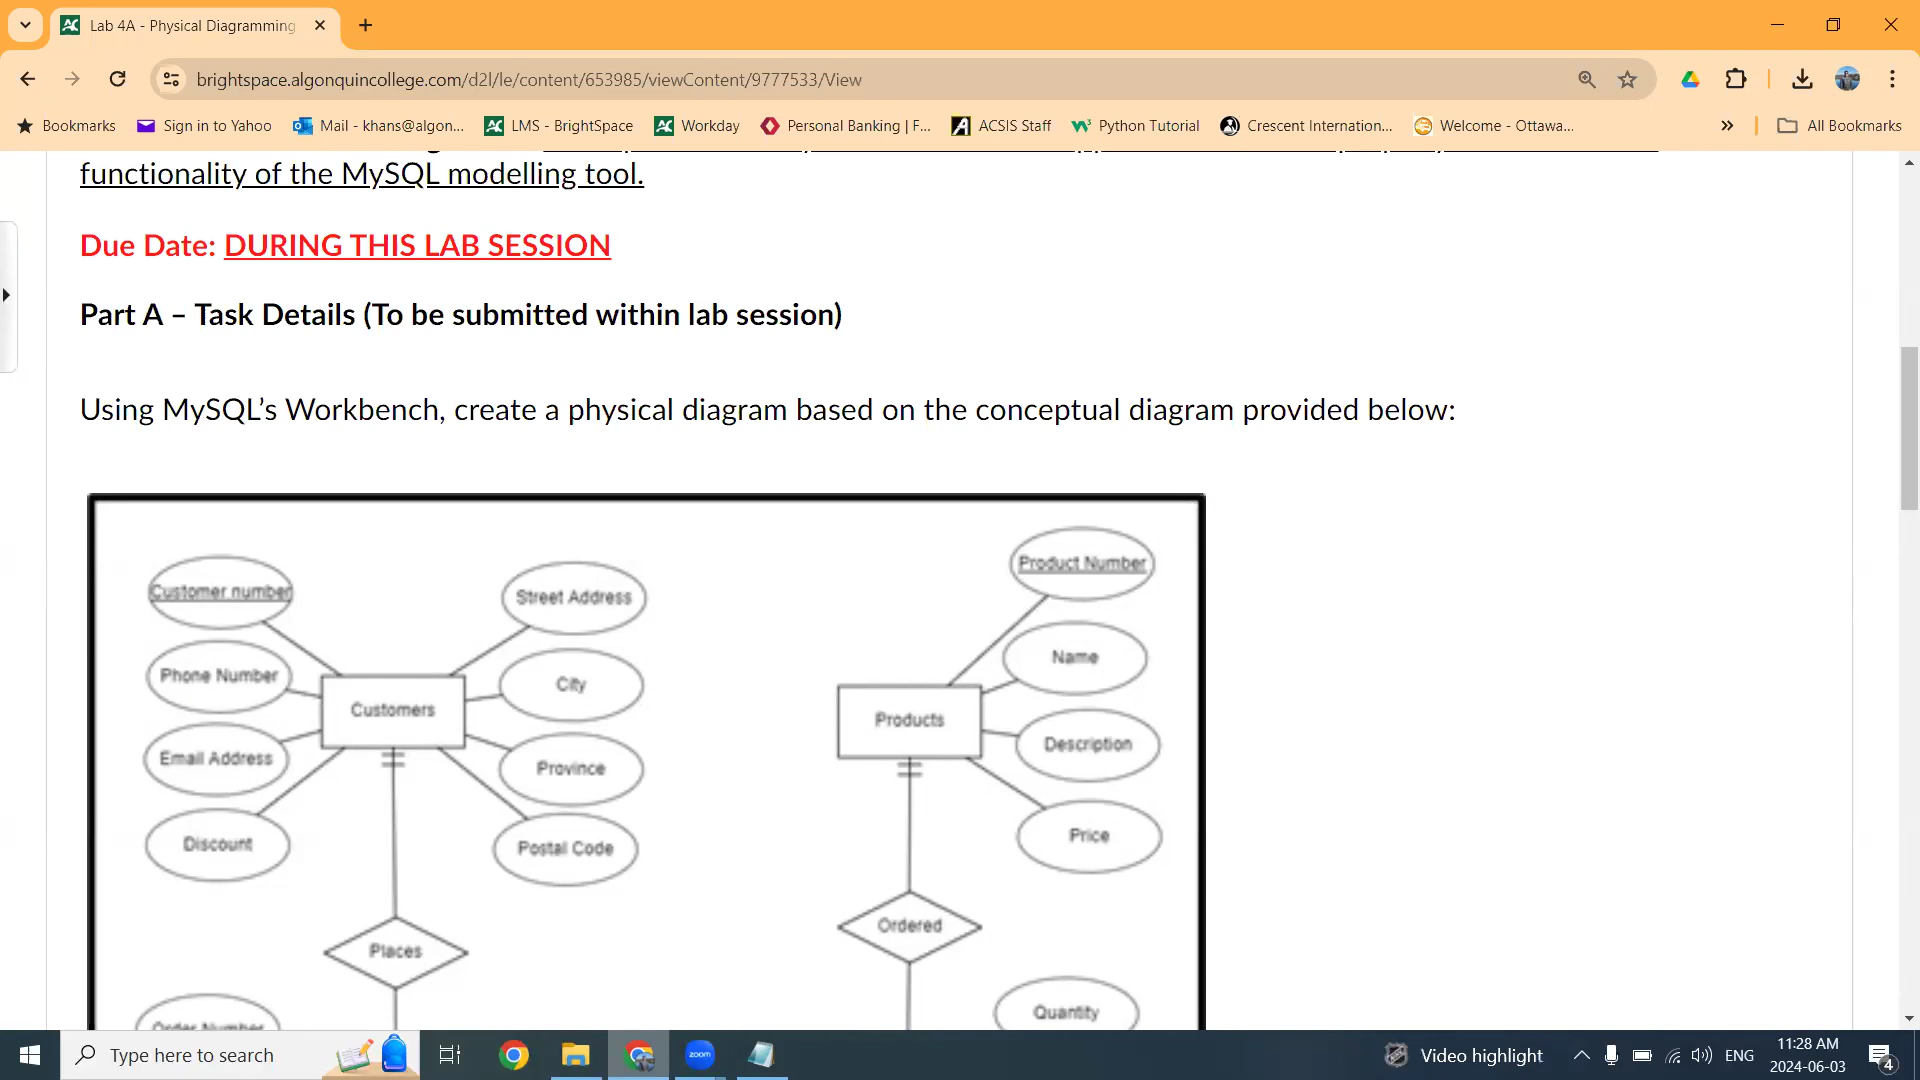 Lab 4A - Physical Diagramming
brightspace.algonquincollege.com/d2l/le/content/653985/viewContent/9777533/View
Bookmarks
Sign in to Yahoo
Mail - khans@algon...
LMS - BrightSpace
Workday
Personal Banking | F...
ACSIS Staff
Python Tutorial
Crescent Internation...
Welcome - Ottawa...
All Bookmarks
functionality of the MySQL modelling tool.
Due Date: DURING THIS LAB SESSION
Part A – Task Details (To be submitted within lab session)
Using MySQL’s Workbench, create a physical diagram based on the conceptual diagram provided below:
Customer number
Street Address
Product Number
Phone Number
City
Name
Customers
Products
Email Address
Province
Description
Discount
Postal Code
Price
Places
Ordered
Order Number
Quantity
Type here to search
zoom
Video highlight
ENG
11:28 AM
2024-06-03
4